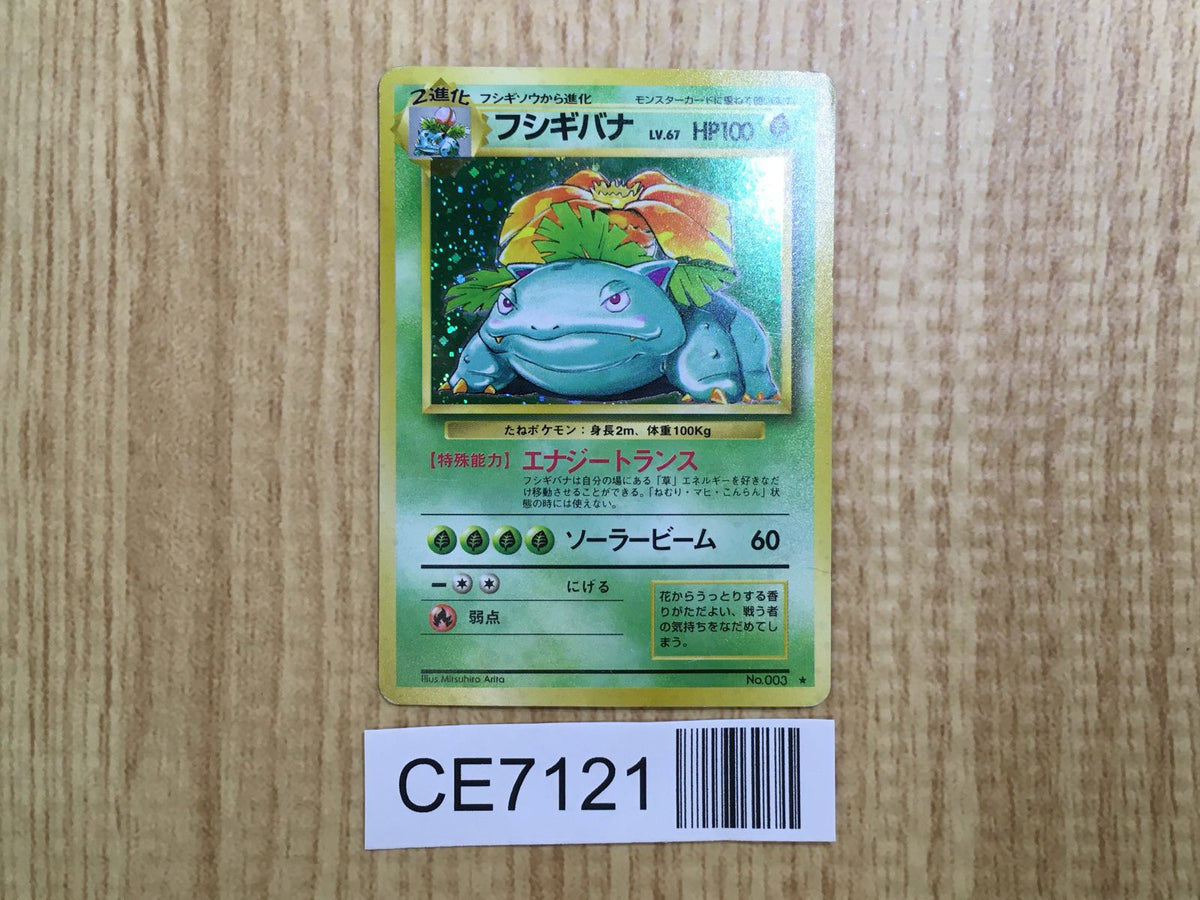 2進化 フシギソウから進化 モンスターカードに重ねて使います
フシギバナ LV.67 HP100
たねポケモン：身長2m、体重100Kg
【特殊能力】エナジートランス
フシギバナは自分の場にある「草」エネルギーを好きなだ
け移動させることができる。「ねむり・マヒ・こんらん」状
態の時には使えない。
ソーラービーム 60
ー にげる
弱点
花からうっとりする香
りがただよい、戦う者
の気持ちをなだめてし
まう。
Illus Mitsuhiro Arita No.003 ★
CE7121